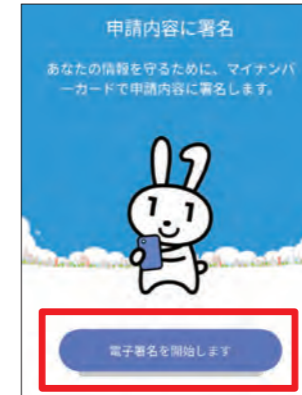 申請内容に署名
あなたの情報を守るために、マイナンバ
ーカードで申請内容に署名します。
電子署名を開始します